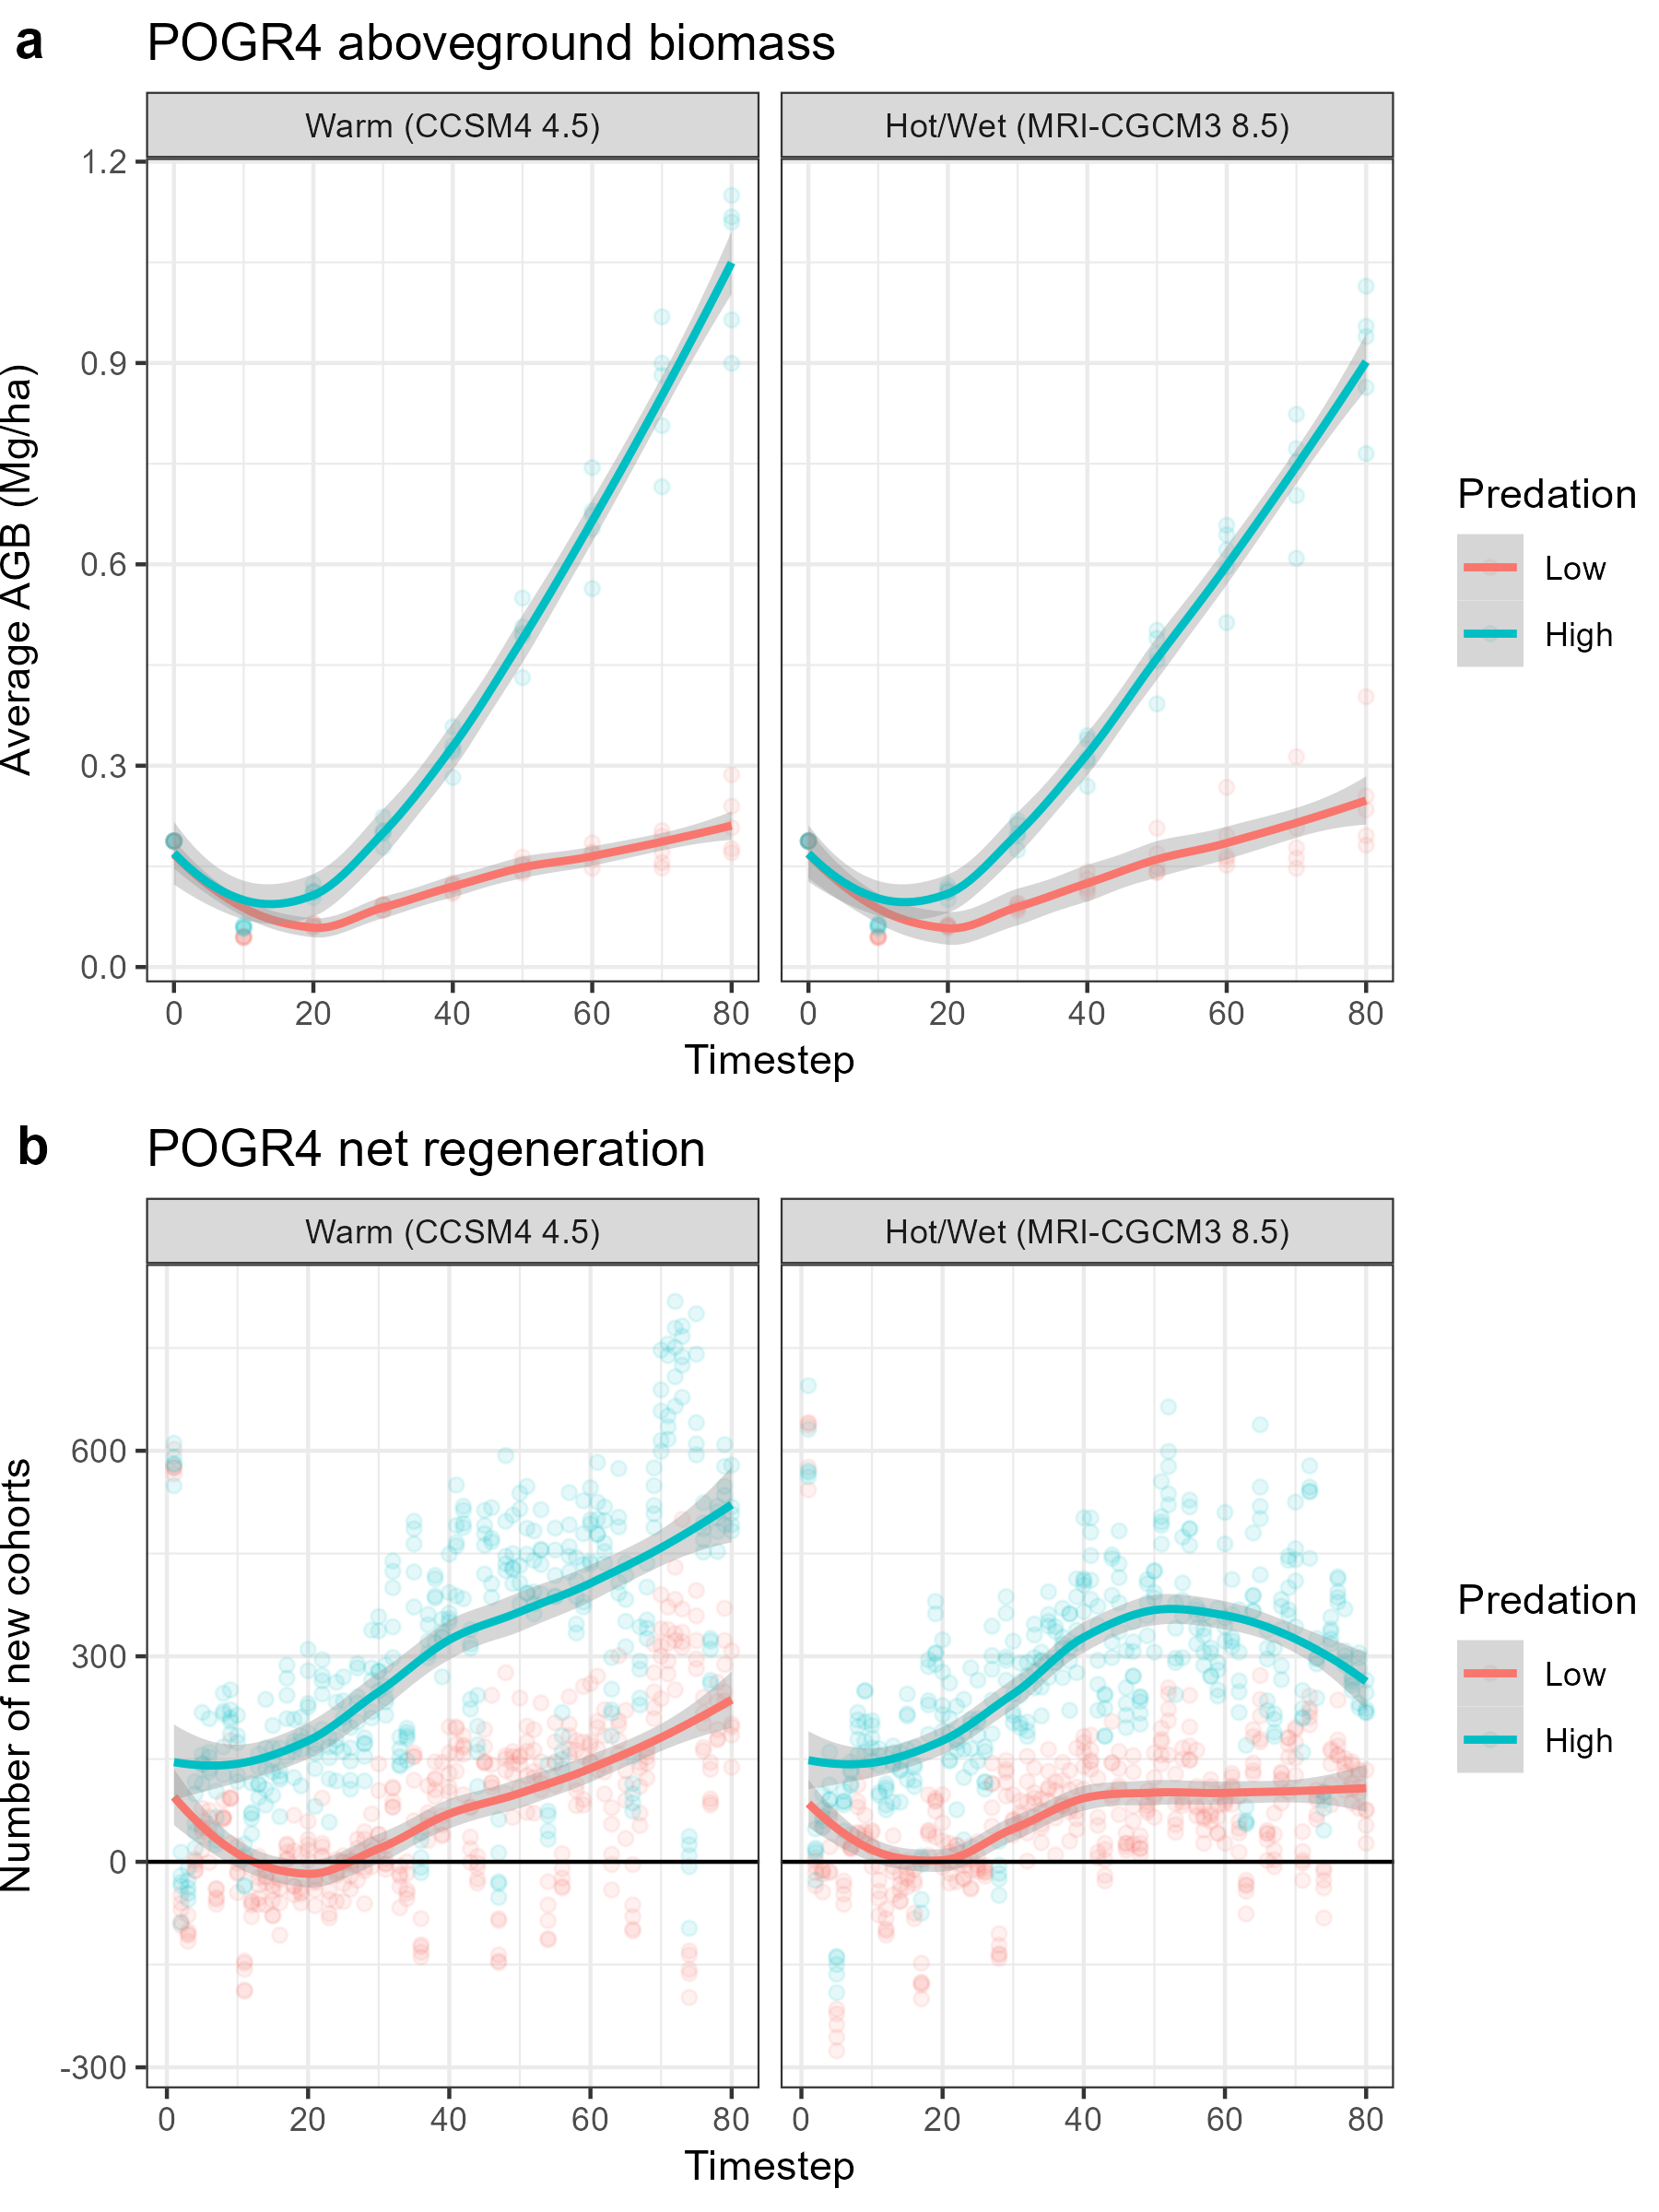 a POGR4 aboveground biomass
Warm (CCSM4 4.5) Hot/Wet (MRI-CGCM3 8.5)
Average AGB (Mg/ha)
1.2
0.9
0.6
0.3
0.0
0 20 40 60 80 0 20 40 60 80
Timestep
Predation
Low
High
b POGR4 net regeneration
Warm (CCSM4 4.5) Hot/Wet (MRI-CGCM3 8.5)
Number of new cohorts
600
300
0
-300
0 20 40 60 80 0 20 40 60 80
Timestep
Predation
Low
High